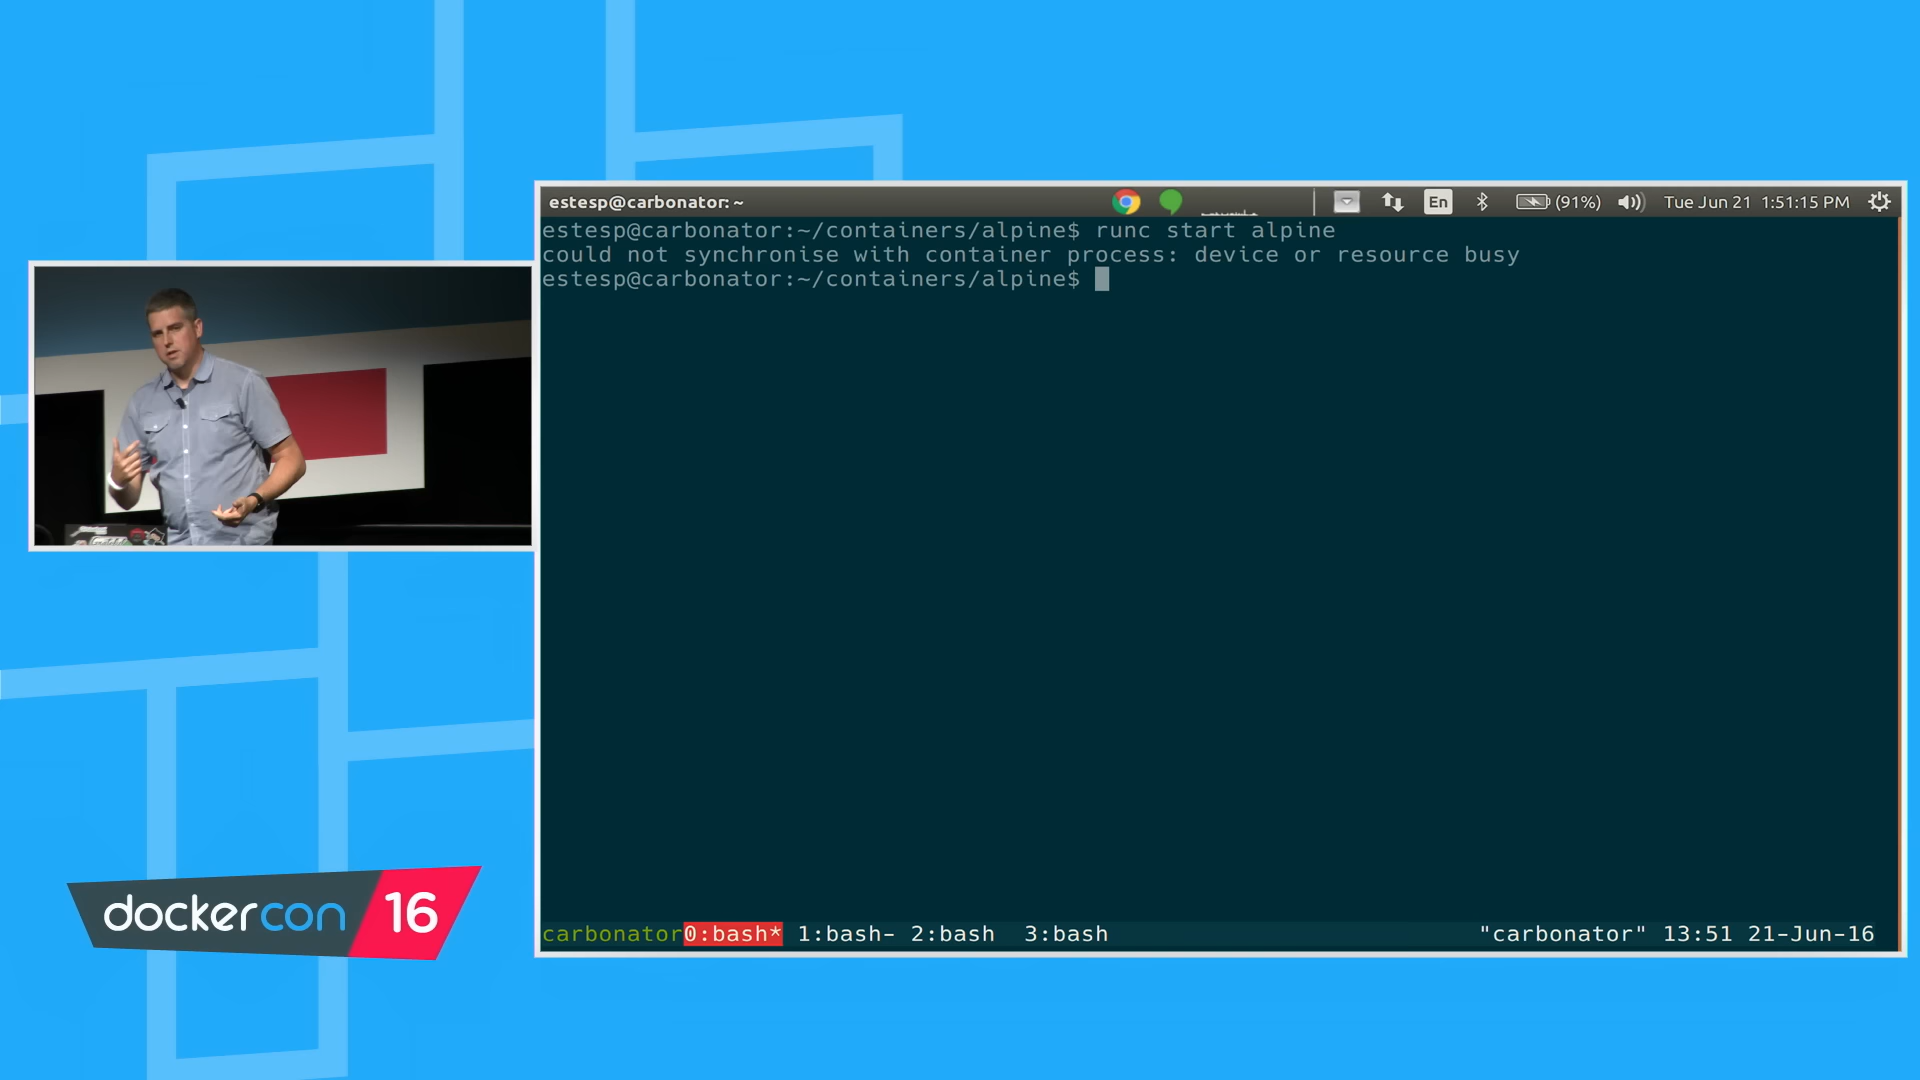 estesp@carbonator: ~
En
(91%)
Tue Jun 21 1:51:15 PM
estesp@carbonator:~/containers/alpine$ runc start alpine
could not synchronise with container process: device or resource busy
estesp@carbonator:~/containers/alpine$
carbonator0:bash* 1:bash- 2:bash 3:bash
"carbonator" 13:51 21-Jun-16
dockercon 16